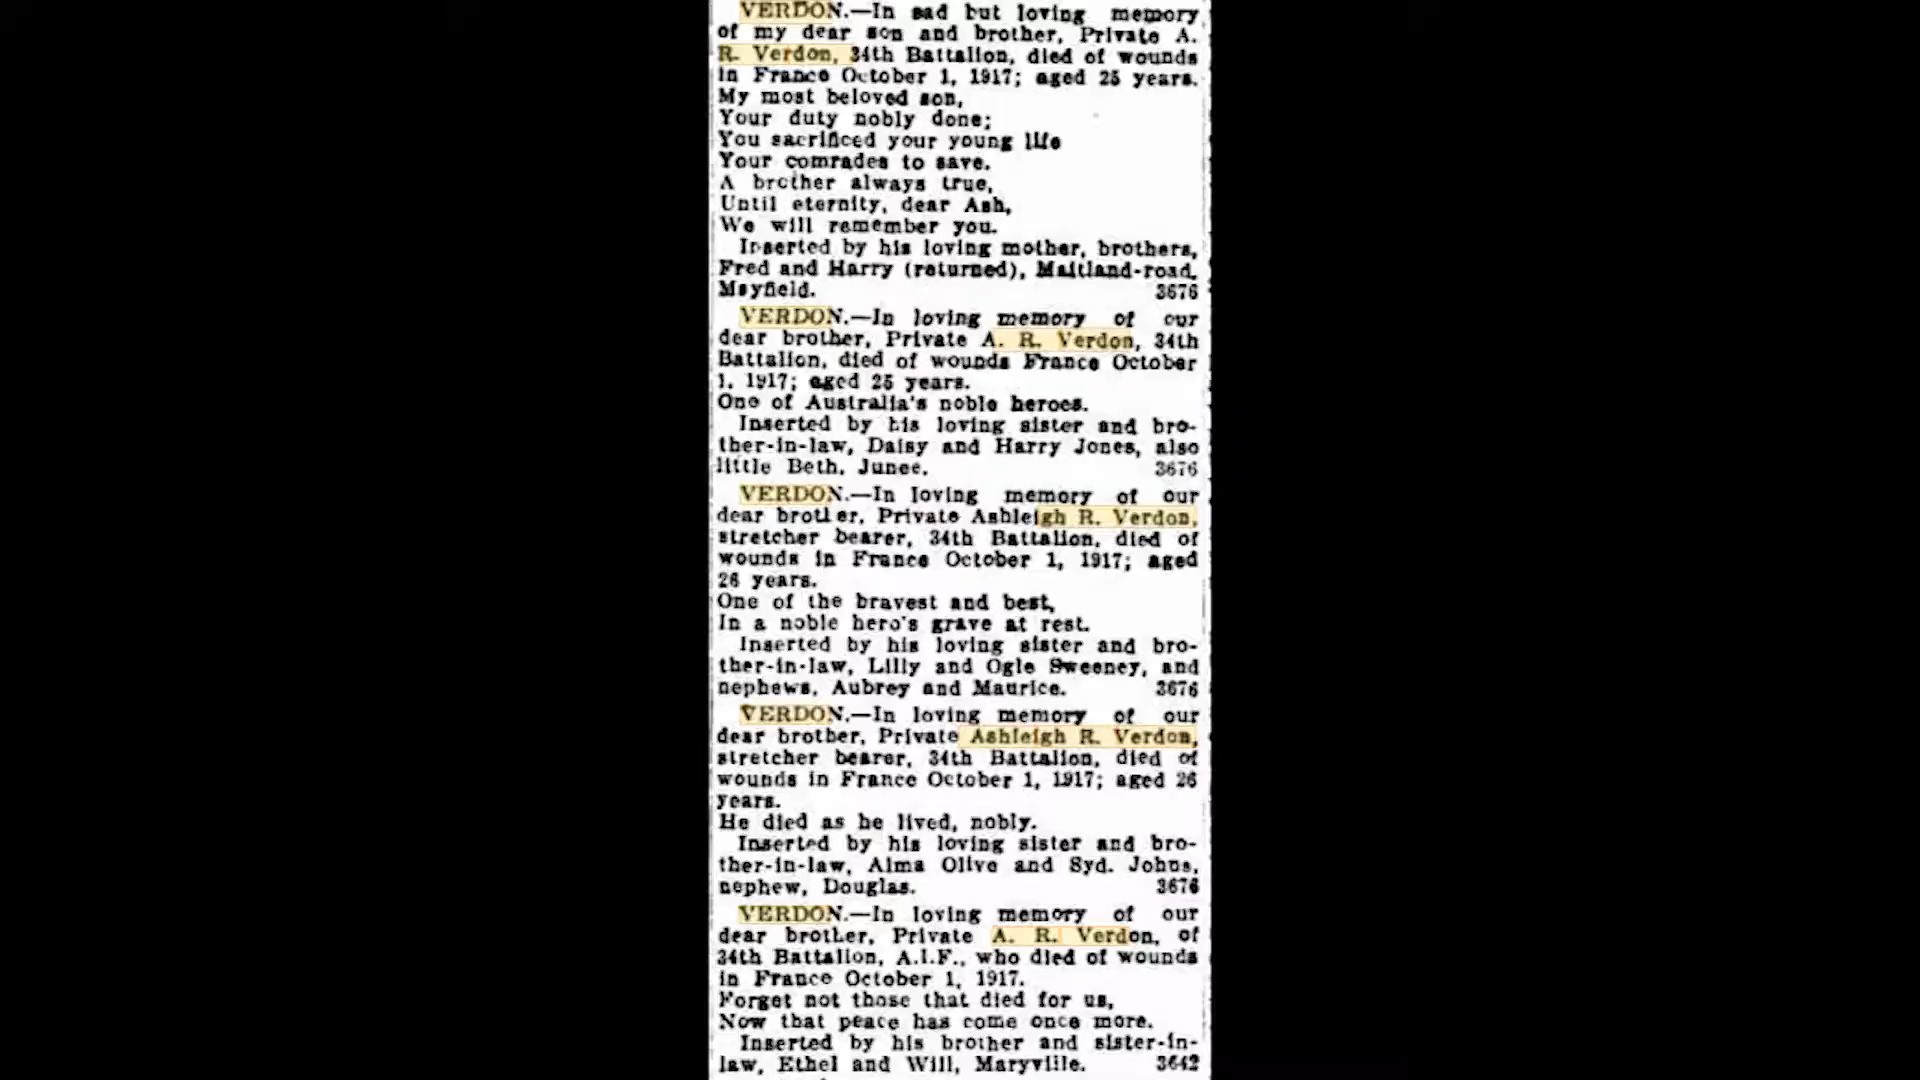 VERDON.—In sad but loving memory
of my dear son and brother, Private A.
R. Verdon, 34th Battalion, died of wounds
in France October 1, 1917; aged 25 years.
My most beloved son,
Your duty nobly done;
You sacrificed your young life
Your comrades to save.
A brother always true,
Until eternity, dear Ash,
We will remember you.
Inserted by his loving mother, brothers,
Fred and Harry (returned), Maitland-road,
Mayfield. 3676
VERDON.—In loving memory of our
dear brother, Private A. R. Verdon, 34th
Battalion, died of wounds France October
1, 1917; aged 25 years.
One of Australia's noble heroes.
Inserted by his loving sister and bro-
ther-in-law, Daisy and Harry Jones, also
little Beth, Junee. 3676
VERDON.—In loving memory of our
dear brother, Private Ashleigh R. Verdon,
stretcher bearer, 34th Battalion, died of
wounds in France October 1, 1917; aged
26 years.
One of the bravest and best,
In a noble hero's grave at rest.
Inserted by his loving sister and bro-
ther-in-law, Lilly and Ogle Sweeney, and
nephews, Aubrey and Maurice. 3676
VERDON.—In loving memory of our
dear brother, Private Ashleigh R. Verdon,
stretcher bearer, 34th Battalion, died of
wounds in France October 1, 1917; aged 26
years.
He died as he lived, nobly.
Inserted by his loving sister and bro-
ther-in-law, Alma Olive and Syd. Johns,
nephew, Douglas. 3676
VERDON.—In loving memory of our
dear brother, Private A. R. Verdon, of
34th Battalion, A.I.F., who died of wounds
in France October 1, 1917.
Forget not those that died for us,
Now that peace has come once more.
Inserted by his brother and sister-in-
law, Ethel and Will, Maryville. 3642